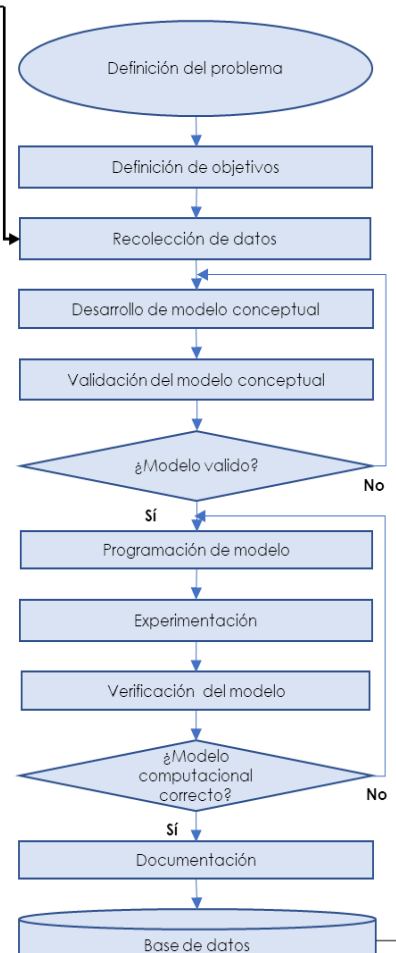 Definición del problema
Definición de objetivos
Recolección de datos
Desarrollo de modelo conceptual
Validación del modelo conceptual
¿Modelo valido?
No
Sí
Programación de modelo
Experimentación
Verificación del modelo
¿Modelo
computacional
correcto?
No
Sí
Documentación
Base de datos